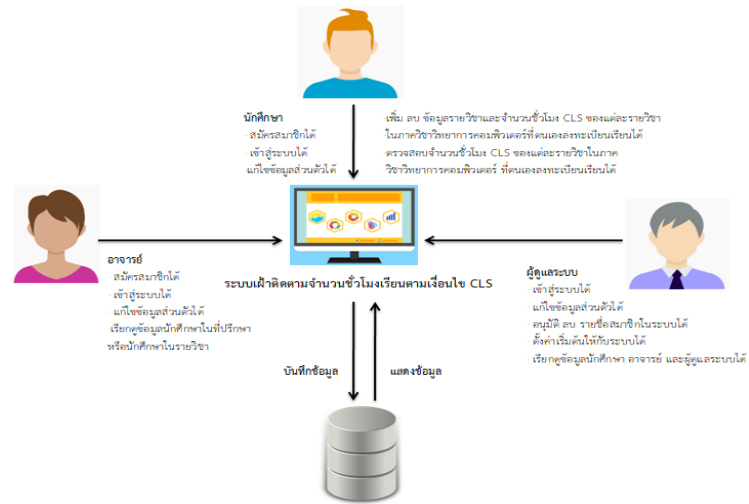 นักศึกษา
· สมัครสมาชิกได้
· เข้าสู่ระบบได้
แก้ไขข้อมูลส่วนตัวได้
เพิ่ม ลบ ข้อมูลรายวิชาและจำนวนชั่วโมง CLS ของแต่ละรายวิชา
ในภาควิชาวิทยาการคอมพิวเตอร์ที่ตนเองลงทะเบียนเรียนได้
ตรวจสอบจำนวนชั่วโมง CLS ของแต่ละรายวิชาในภาค
วิชาวิทยาการคอมพิวเตอร์ ที่ตนเองลงทะเบียนเรียนได้
อาจารย์
· สมัครสมาชิกได้
· เข้าสู่ระบบได้
· แก้ไขข้อมูลส่วนตัวได้
·เรียกดูข้อมูลนักศึกษาในที่ปรึกษา
หรือนักศึกษาในรายวิชา
ระบบเฝ้าติดตามจำนวนชั่วโมงเรียนตามเงื่อนไข CLS
ผู้ดูแลระบบ
· เข้าสู่ระบบได้
· แก้ไขข้อมูลส่วนตัวได้
· อนุมัติ ลบ รายชื่อสมาชิกในระบบได้
· ตั้งค่าเริ่มต้นให้กับระบบได้
· เรียกดูข้อมูลนักศึกษา อาจารย์ และผู้ดูแลระบบได้
บันทึกข้อมูล
แสดงข้อมูล